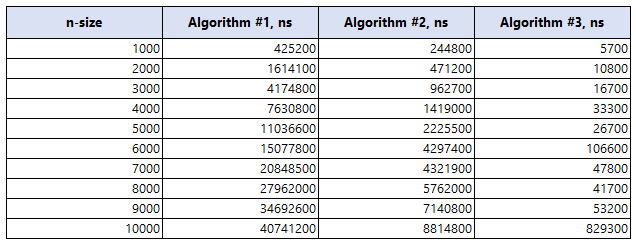 n-size Algorithm #1, ns Algorithm #2, ns Algorithm #3, ns
1000 425200 244800 5700
2000 1614100 471200 10800
3000 4174800 962700 16700
4000 7630800 1419000 33300
5000 11036600 2225500 26700
6000 15077800 4297400 106600
7000 20848500 4321900 47800
8000 27962000 5762000 41700
9000 34692600 7140800 53200
10000 40741200 8814800 829300